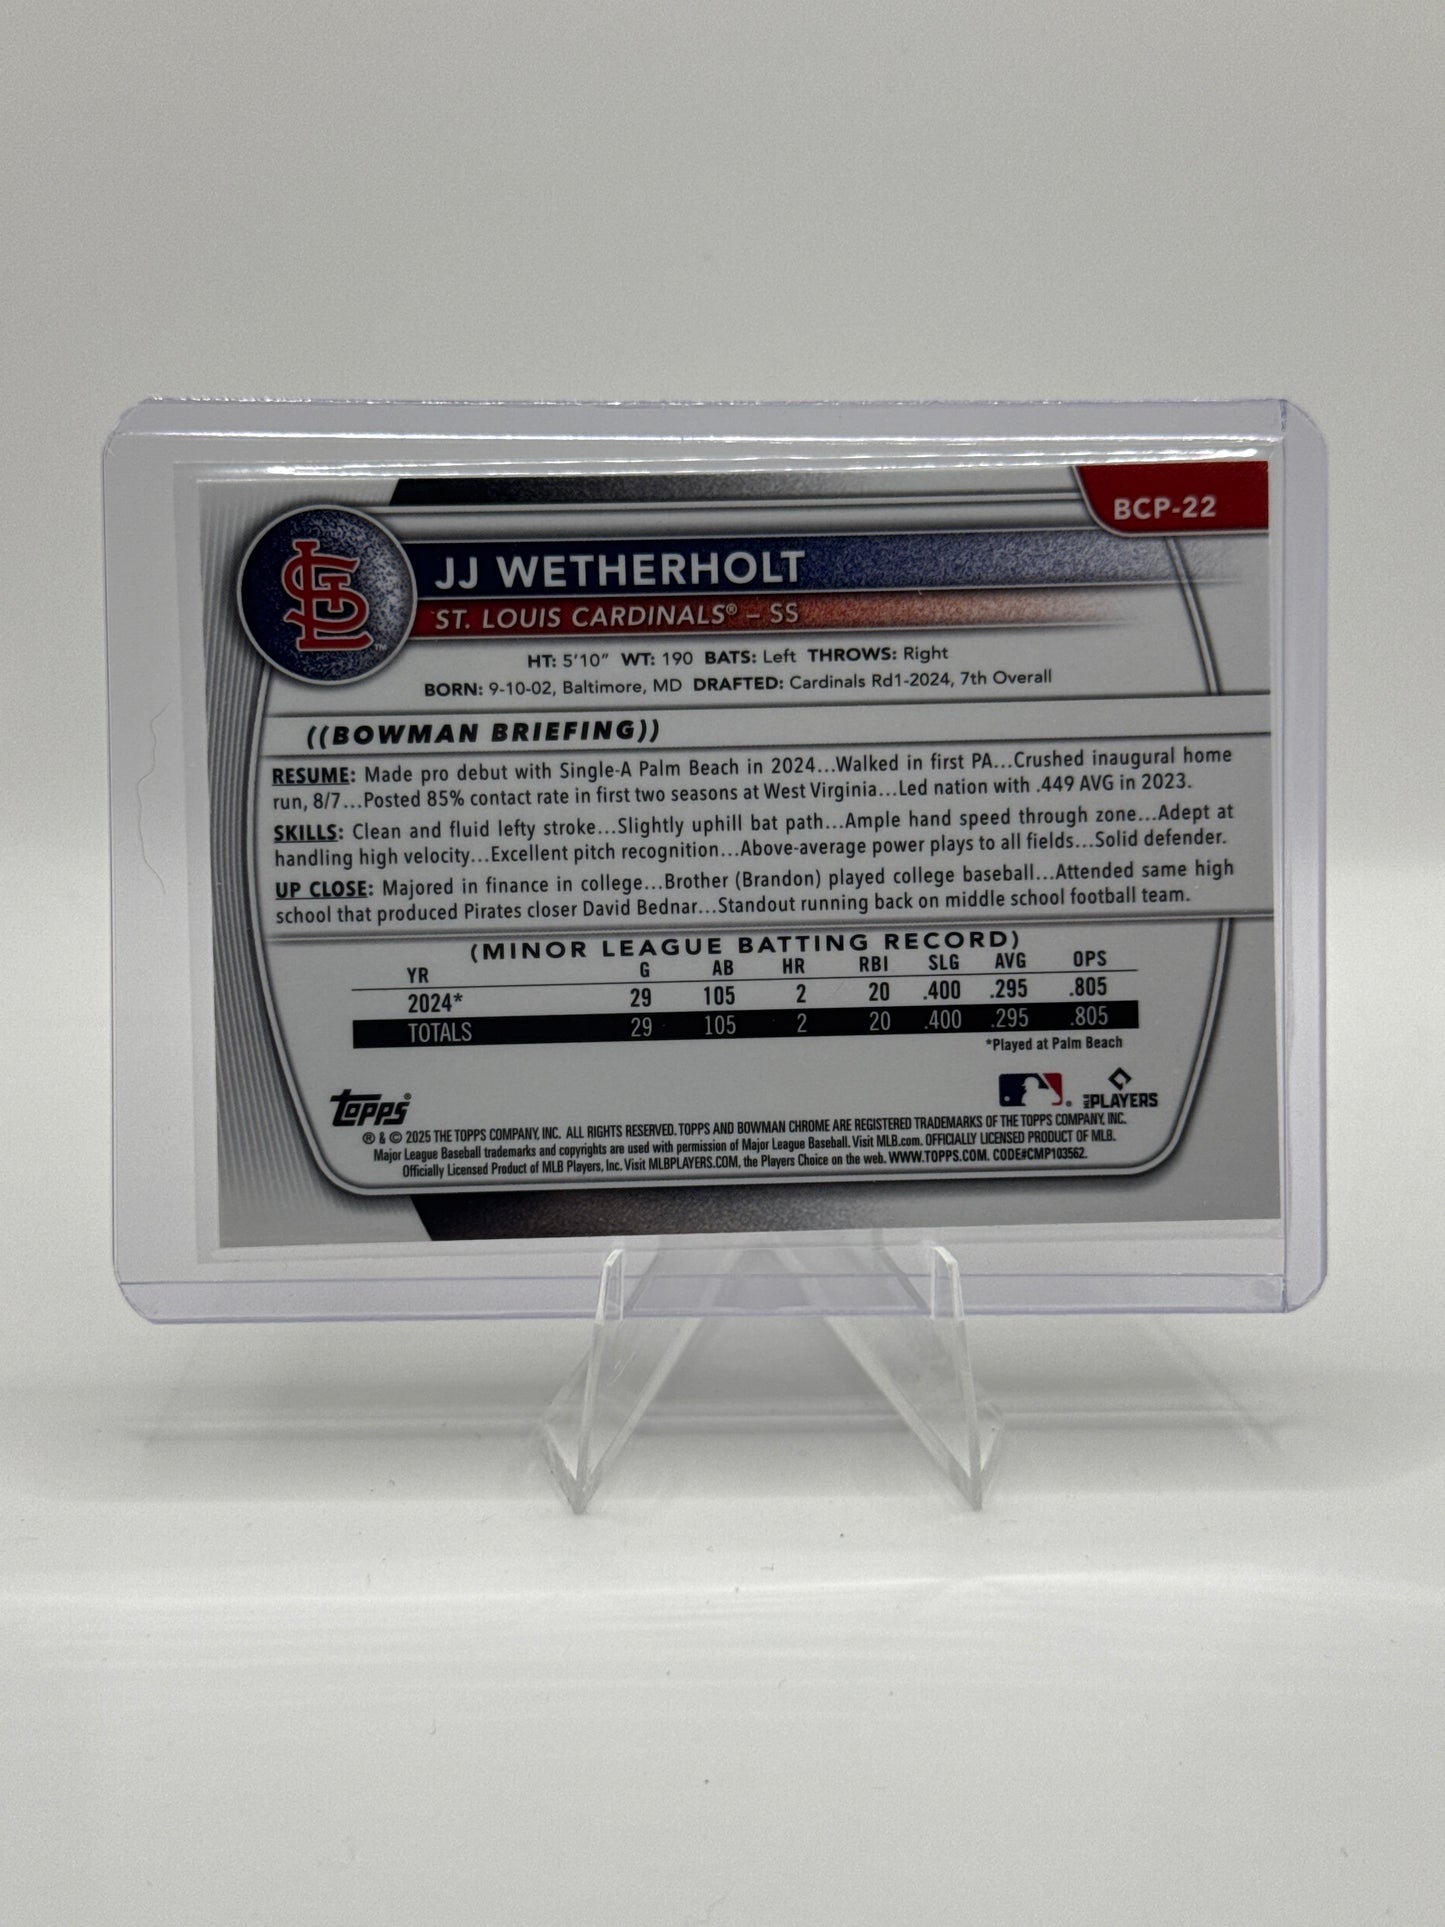 BCP-22
JJ WETHERHOLT
ST. LOUIS CARDINALS® – SS
HT: 5'10" WT: 190 BATS: Left THROWS: Right
BORN: 9-10-02, Baltimore, MD DRAFTED: Cardinals Rd1-2024, 7th Overall
((BOWMAN BRIEFING))
RESUME: Made pro debut with Single-A Palm Beach in 2024...Walked in first PA...Crushed inaugural home
run, 8/7...Posted 85% contact rate in first two seasons at West Virginia...Led nation with .449 AVG in 2023.
SKILLS: Clean and fluid lefty stroke...Slightly uphill bat path...Ample hand speed through zone...Adept at
handling high velocity...Excellent pitch recognition...Above-average power plays to all fields...Solid defender.
UP CLOSE: Majored in finance in college...Brother (Brandon) played college baseball...Attended same high
school that produced Pirates closer David Bednar...Standout running back on middle school football team.
(MINOR LEAGUE BATTING RECORD)
YR G AB HR RBI SLG AVG OPS
2024* 29 105 2 20 .400 .295 .805
TOTALS 29 105 2 20 .400 .295 .805
*Played at Palm Beach
STL™
topps®
MLB PLAYERS
® & © 2025 THE TOPPS COMPANY, INC. ALL RIGHTS RESERVED. TOPPS AND BOWMAN CHROME ARE REGISTERED TRADEMARKS OF THE TOPPS COMPANY, INC.
Major League Baseball trademarks and copyrights are used with permission of Major League Baseball. Visit MLB.com. OFFICIALLY LICENSED PRODUCT OF MLB.
Officially Licensed Product of MLB Players, Inc. Visit MLBPLAYERS.COM, the Players Choice on the web. WWW.TOPPS.COM. CODE#CMP103562.